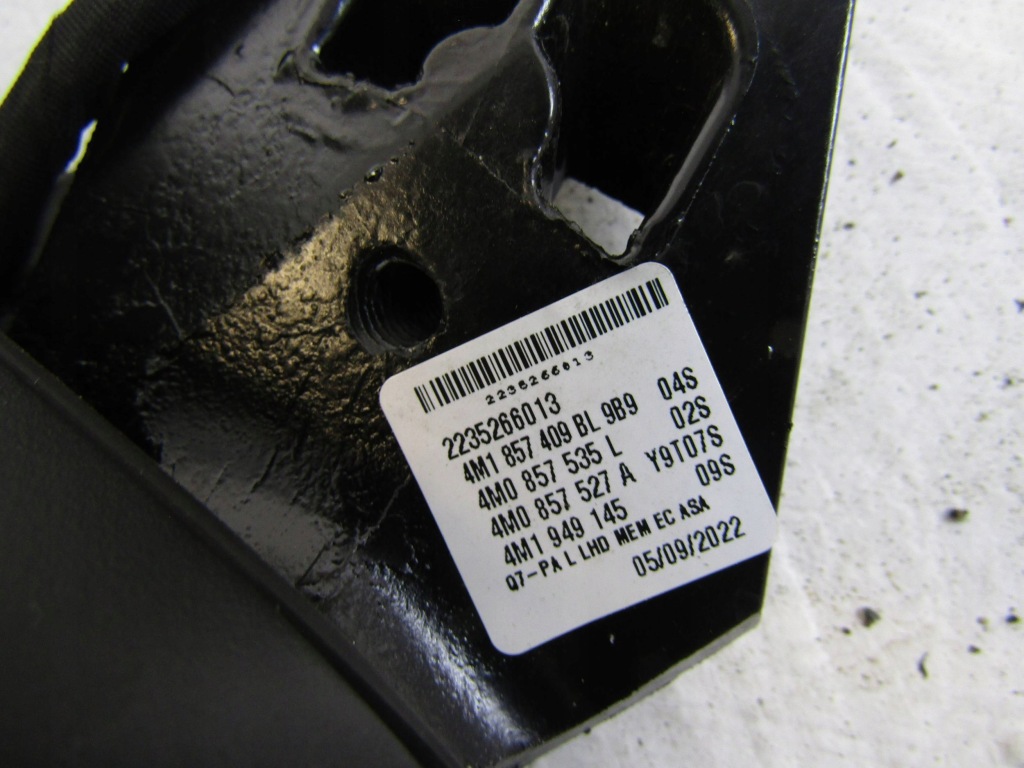 2235266013
2235266013
4M1 857 409 BL 9B9 04S
4M0 857 535 L 02S
4M0 857 527 A Y9T07S
4M1 949 145 09S
Q7-PA L LHD MEM EC ASA
05/09/2022